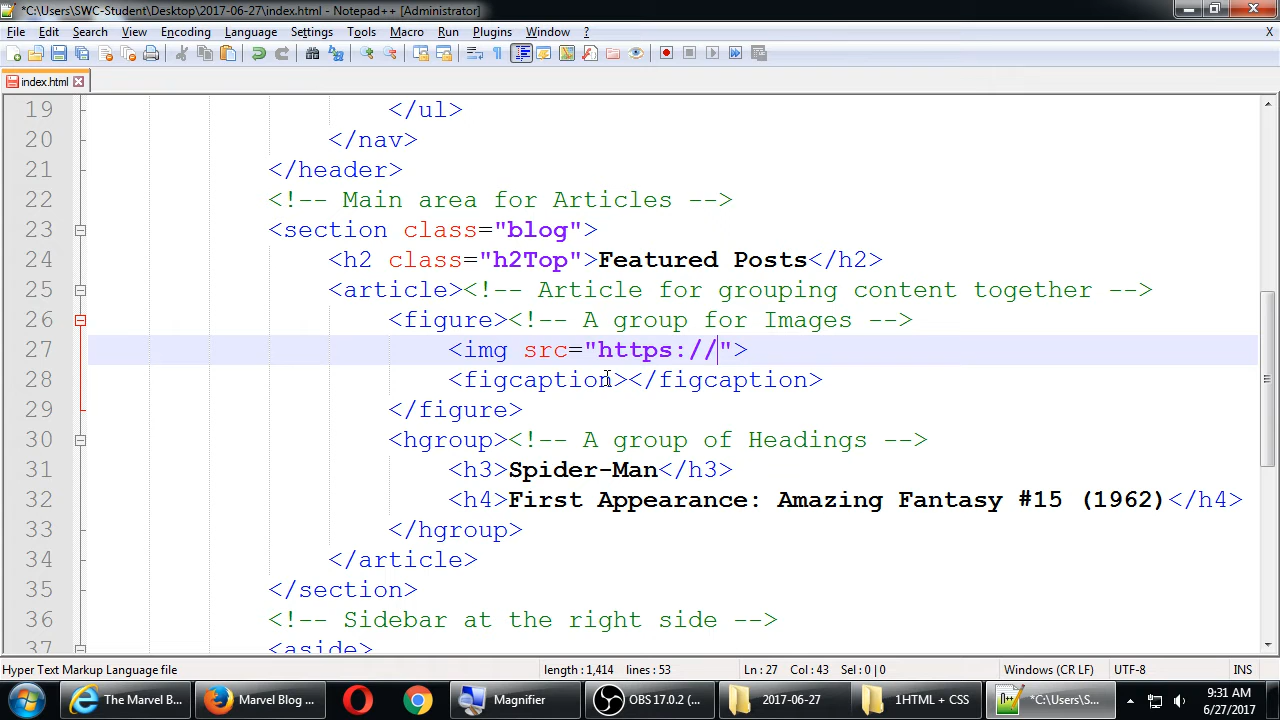 *C:\Users\SWC-Student\Desktop\2017-06-27\index.html - Notepad++ [Administrator]
File Edit Search View Encoding Language Settings Tools Macro Run Plugins Window ? X
index.html
19 </ul>
20 </nav>
21 </header>
22 <!-- Main area for Articles -->
23 <section class="blog">
24 <h2 class="h2Top">Featured Posts</h2>
25 <article><!-- Article for grouping content together -->
26 <figure><!-- A group for Images -->
27 <img src="https://">
28 <figcaption></figcaption>
29 </figure>
30 <hgroup><!-- A group of Headings -->
31 <h3>Spider-Man</h3>
32 <h4>First Appearance: Amazing Fantasy #15 (1962)</h4>
33 </hgroup>
34 </article>
35 </section>
36 <!-- Sidebar at the right side -->
37 <aside>
Hyper Text Markup Language file length : 1,414 lines : 53 Ln : 27 Col : 43 Sel : 0 | 0 Windows (CR LF) UTF-8 INS
The Marvel B... Marvel Blog ... Magnifier OBS 17.0.2 (... 2017-06-27 1HTML + CSS *C:\Users\S... 9:31 AM
6/27/2017